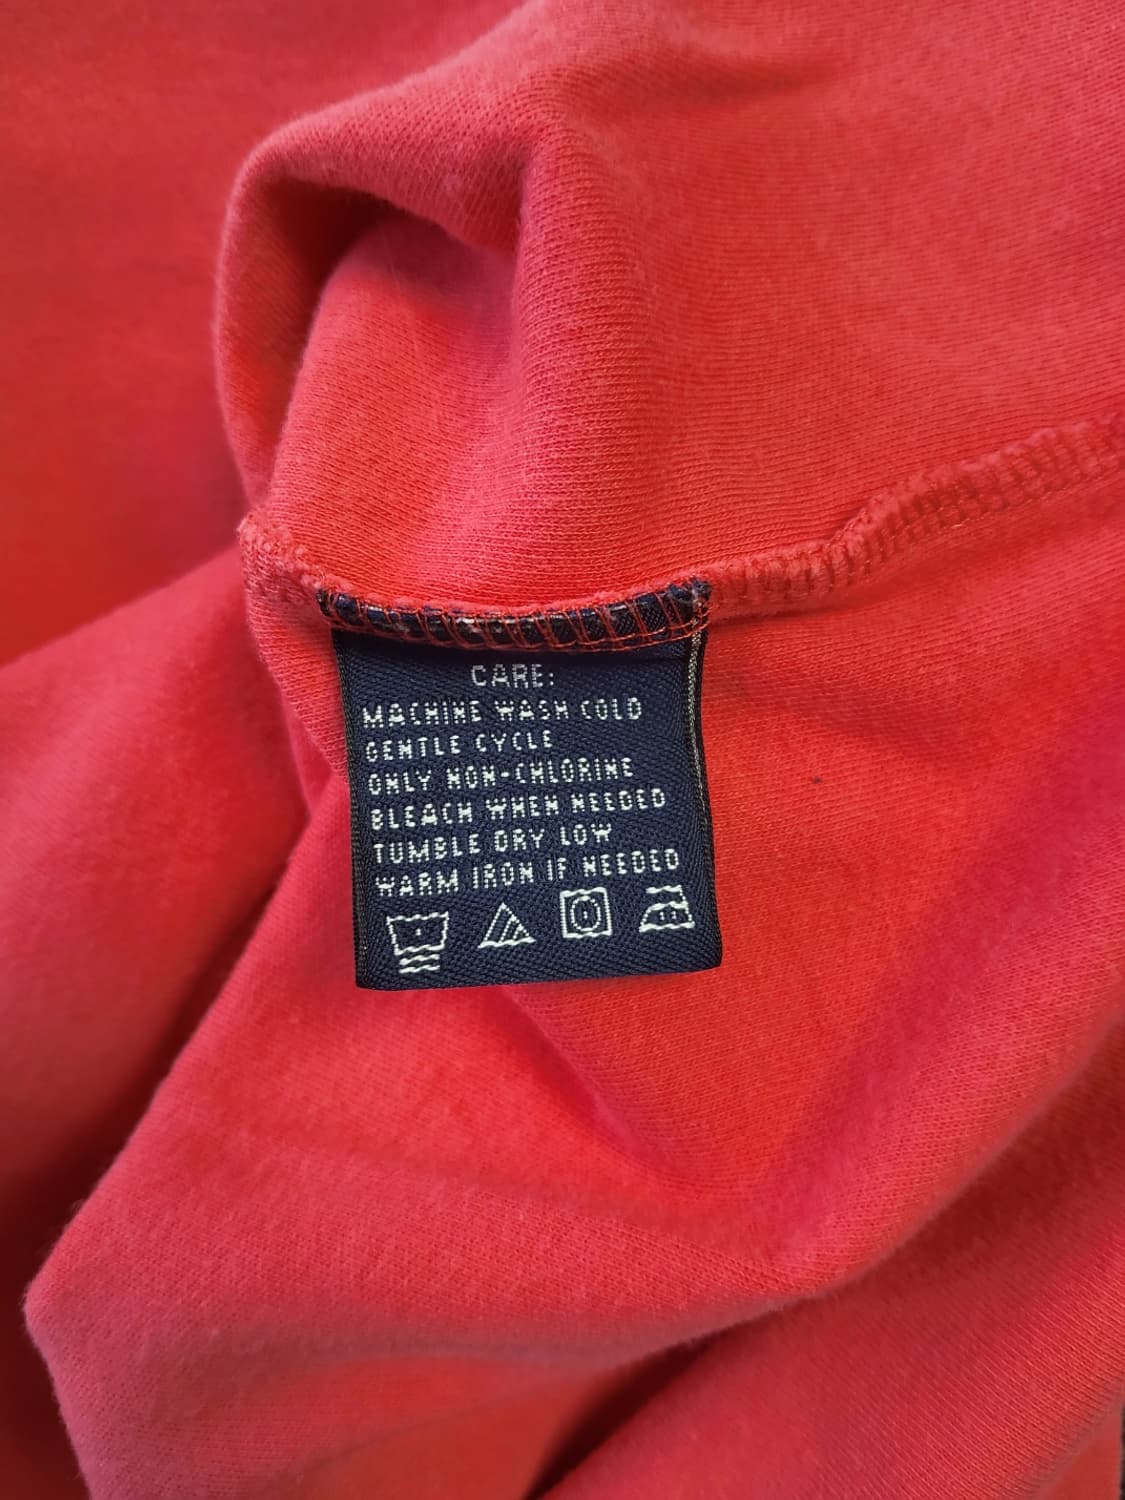 CARE:
MACHINE WASH COLD
GENTLE CYCLE
ONLY NON-CHLORINE
BLEACH WHEN NEEDED
TUMBLE DRY LOW
WARM IRON IF NEEDED